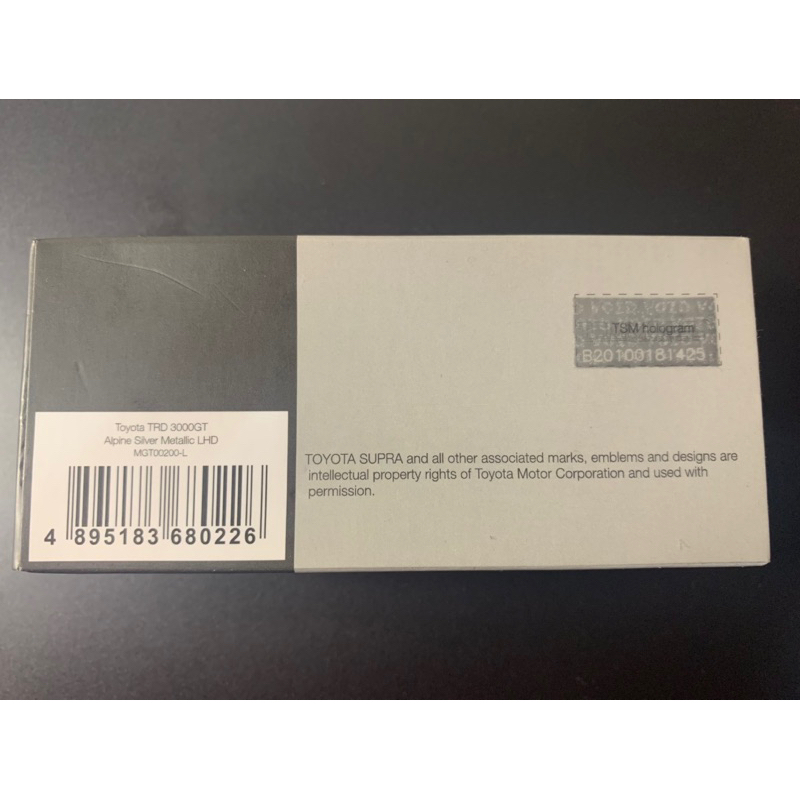 Toyota TRD 3000GT
Alpine Silver Metallic LHD
MGT00200-L
4 895183 680226
TSM hologram
B20100181425
TOYOTA SUPRA and all other associated marks, emblems and designs are
intellectual property rights of Toyota Motor Corporation and used with
permission.